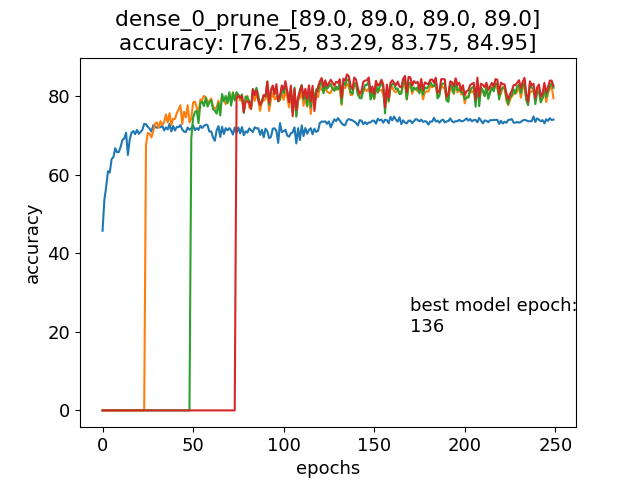 dense_0_prune_[89.0, 89.0, 89.0, 89.0]
accuracy: [76.25, 83.29, 83.75, 84.95]
80
60
40
20
0
accuracy
best model epoch:
136
0 50 100 150 200 250
epochs